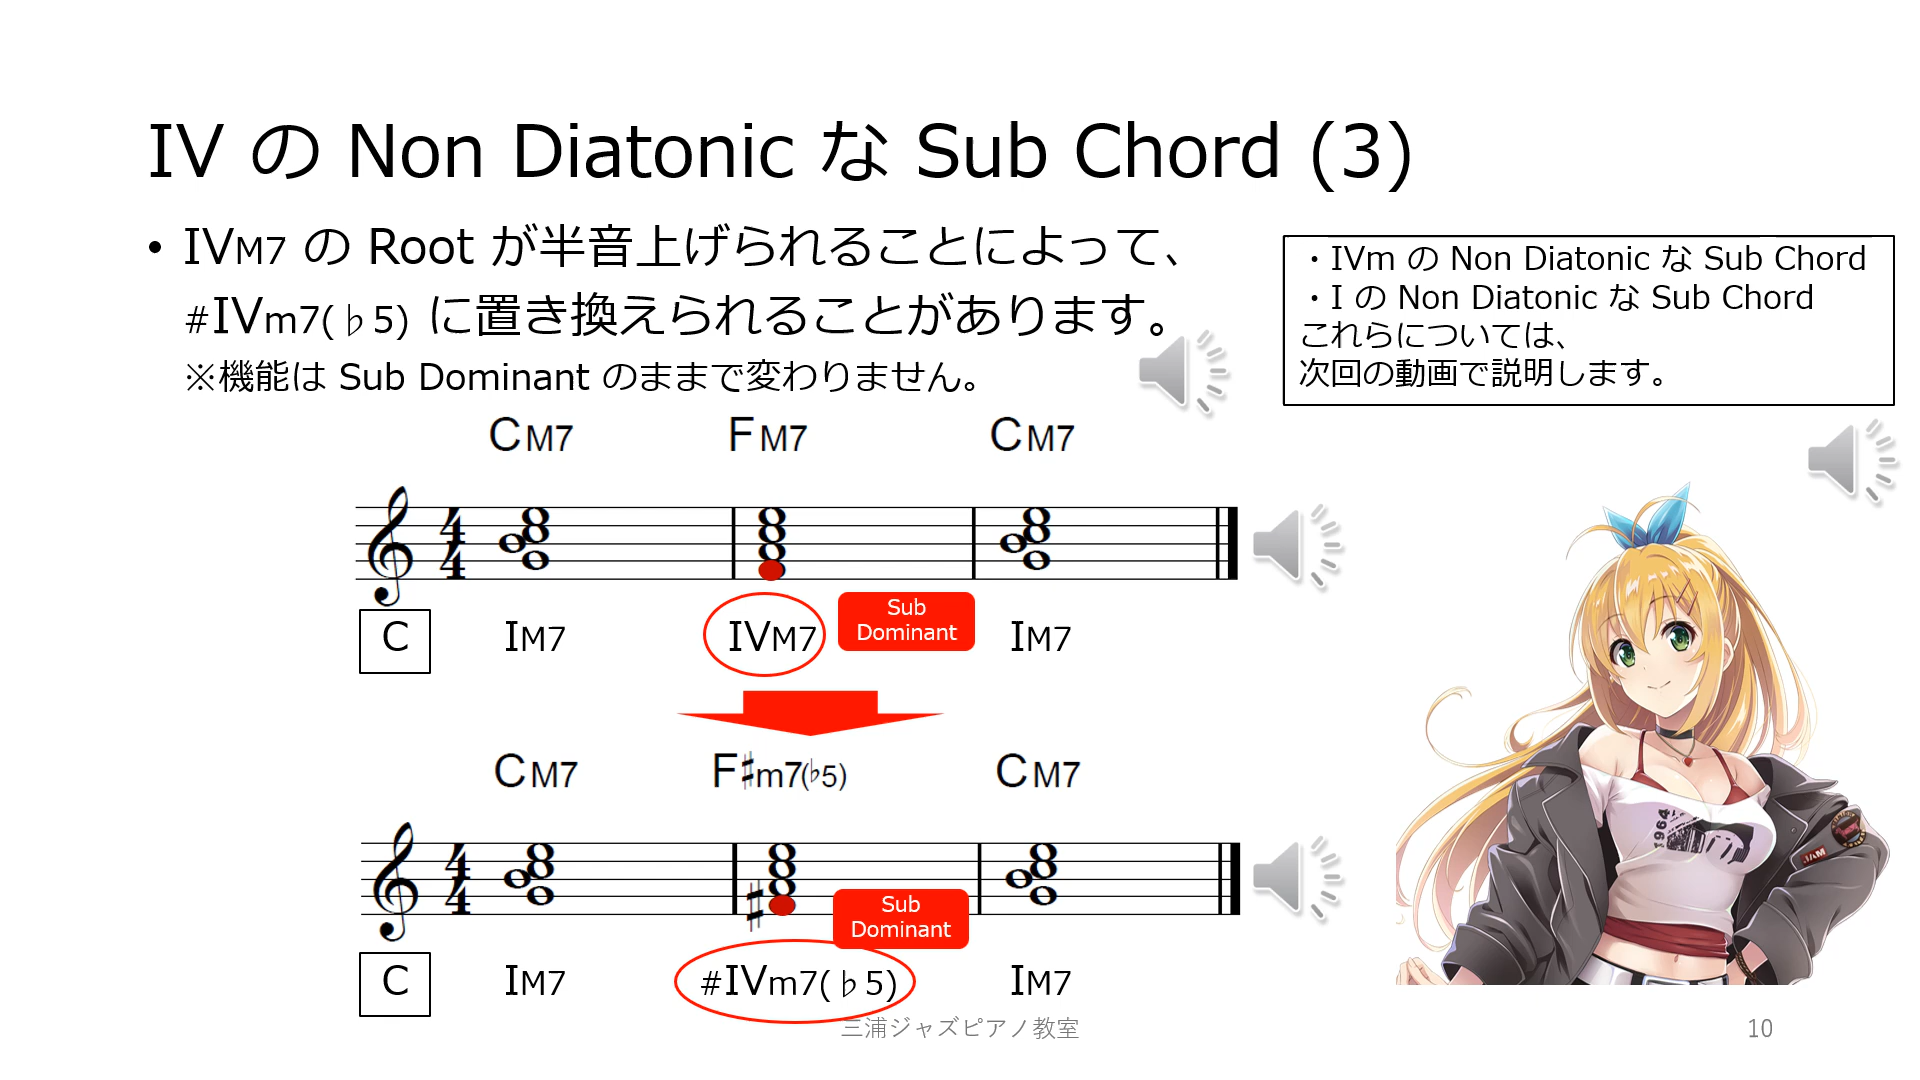 IV の Non Diatonic な Sub Chord (3)
• IVM7 の Root が半音上げられることによって、
#IVm7(♭5) に置き換えられることがあります。
※機能は Sub Dominant のままで変わりません。
・IVm の Non Diatonic な Sub Chord
・I の Non Diatonic な Sub Chord
これらについては、
次回の動画で説明します。
CM7 FM7 CM7
4
4
Sub
Dominant
C IM7 IVM7 IM7
CM7 F♯m7(♭5) CM7
4
4
Sub
Dominant
C IM7 #IVm7(♭5) IM7
1964
三浦ジャズピアノ教室
10